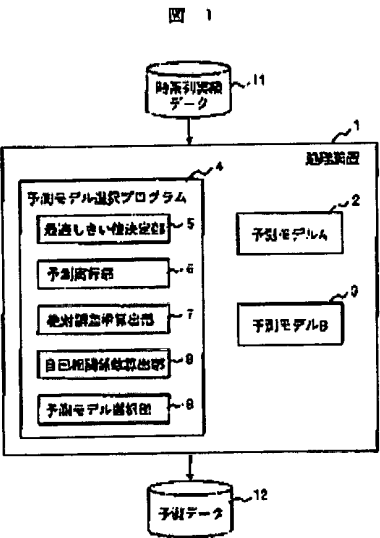 図 1
時系列実績
データ
11
1
処理装置
4
予測モデル選択プログラム
最適しきい値決定部
5
予測実行部
6
絶対誤差率算出部
7
自己相関係数算出部
予測モデル選択部
2
予測モデルA
3
予測モデルB
予測データ
12